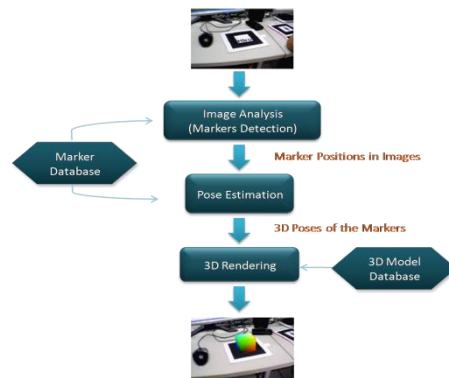 Image Analysis
(Markers Detection)
Marker
Database
Marker Positions in Images
Pose Estimation
3D Poses of the Markers
3D Rendering
3D Model
Database